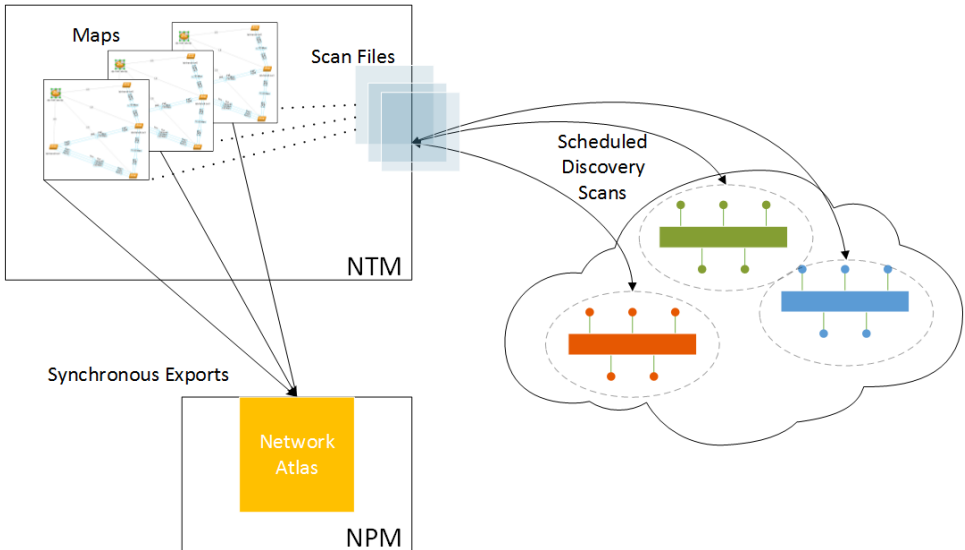 Maps
Scan Files
Scheduled
Discovery
Scans
NTM
Synchronous Exports
Network
Atlas
NPM